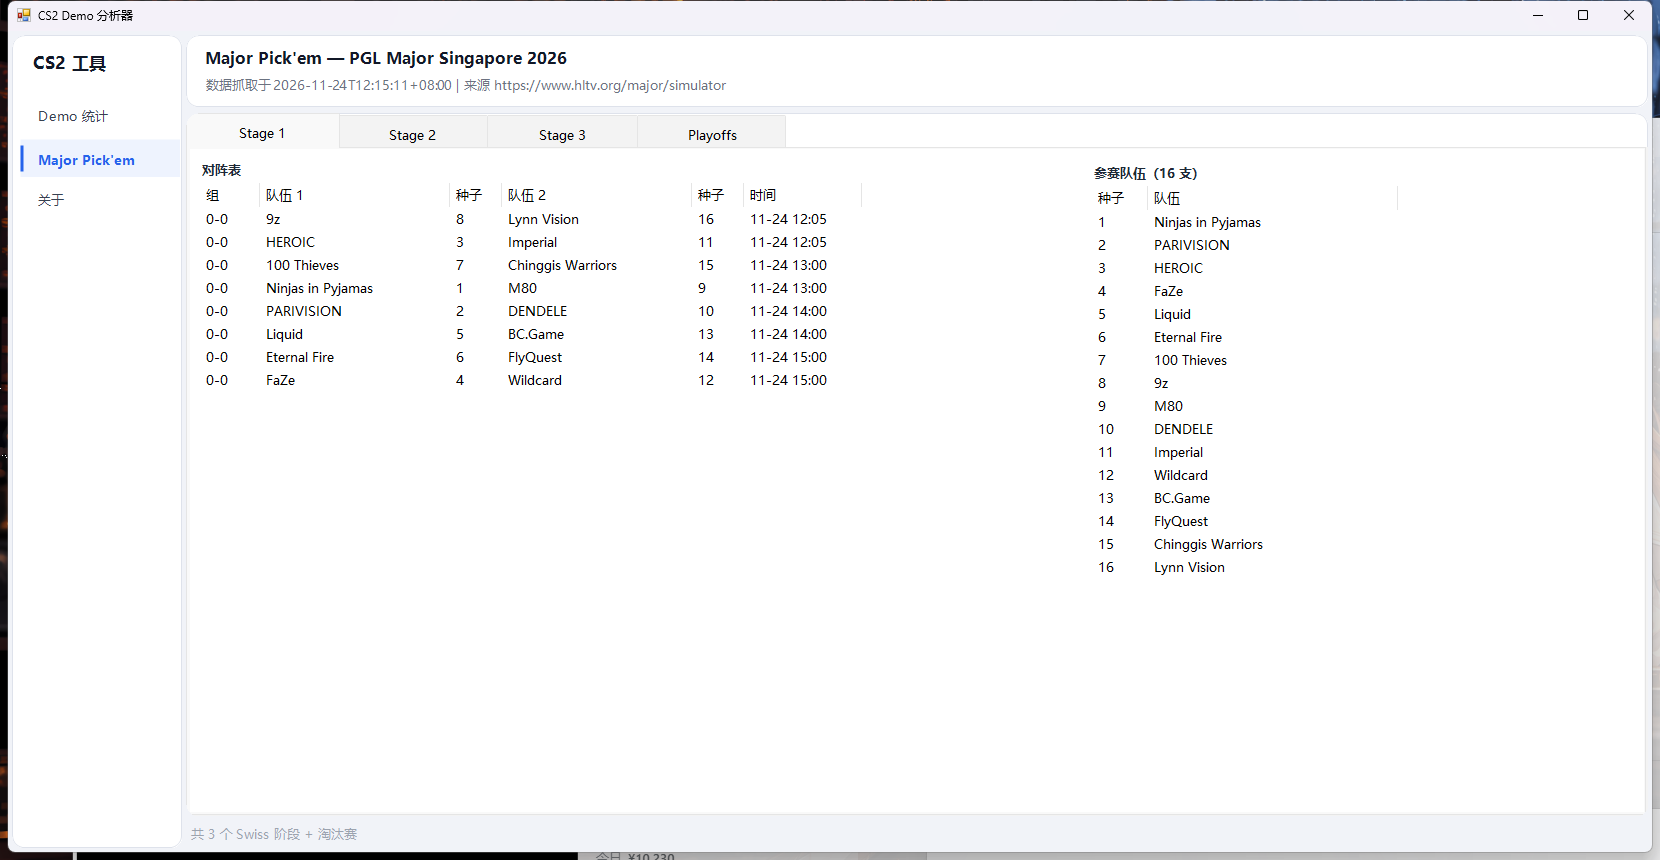 CS2 Demo 分析器
CS2 工具
Demo 统计
Major Pick'em
关于
Major Pick'em — PGL Major Singapore 2026
数据抓取于 2026-11-24T12:15:11+08:00 | 来源 https://www.hltv.org/major/simulator
Stage 1 Stage 2 Stage 3 Playoffs
对阵表
组 队伍 1 种子 队伍 2 种子 时间
0-0 9z 8 Lynn Vision 16 11-24 12:05
0-0 HEROIC 3 Imperial 11 11-24 12:05
0-0 100 Thieves 7 Chinggis Warriors 15 11-24 13:00
0-0 Ninjas in Pyjamas 1 M80 9 11-24 13:00
0-0 PARIVISION 2 DENDELE 10 11-24 14:00
0-0 Liquid 5 BC.Game 13 11-24 14:00
0-0 Eternal Fire 6 FlyQuest 14 11-24 15:00
0-0 FaZe 4 Wildcard 12 11-24 15:00
参赛队伍（16 支）
种子 队伍
1 Ninjas in Pyjamas
2 PARIVISION
3 HEROIC
4 FaZe
5 Liquid
6 Eternal Fire
7 100 Thieves
8 9z
9 M80
10 DENDELE
11 Imperial
12 Wildcard
13 BC.Game
14 FlyQuest
15 Chinggis Warriors
16 Lynn Vision
共 3 个 Swiss 阶段 + 淘汰赛
今日 ¥10,230